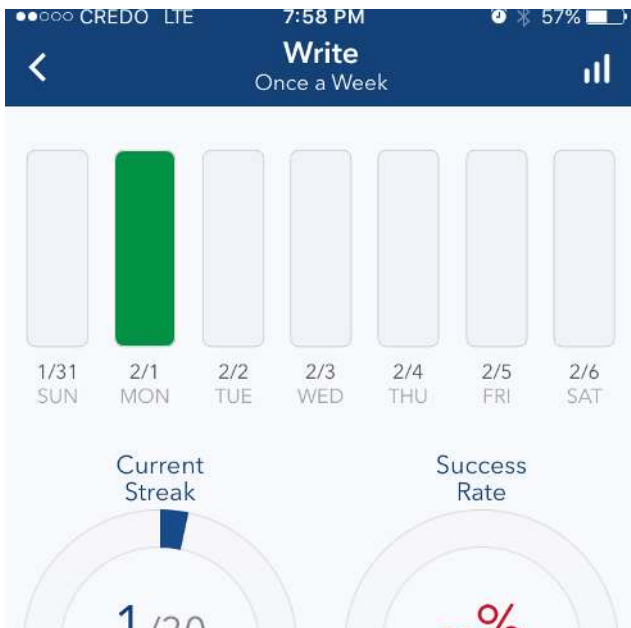 CREDO LTE 7:58 PM 57%
Write
Once a Week
1/31 2/1 2/2 2/3 2/4 2/5 2/6
SUN MON TUE WED THU FRI SAT
Current Success
Streak Rate
%